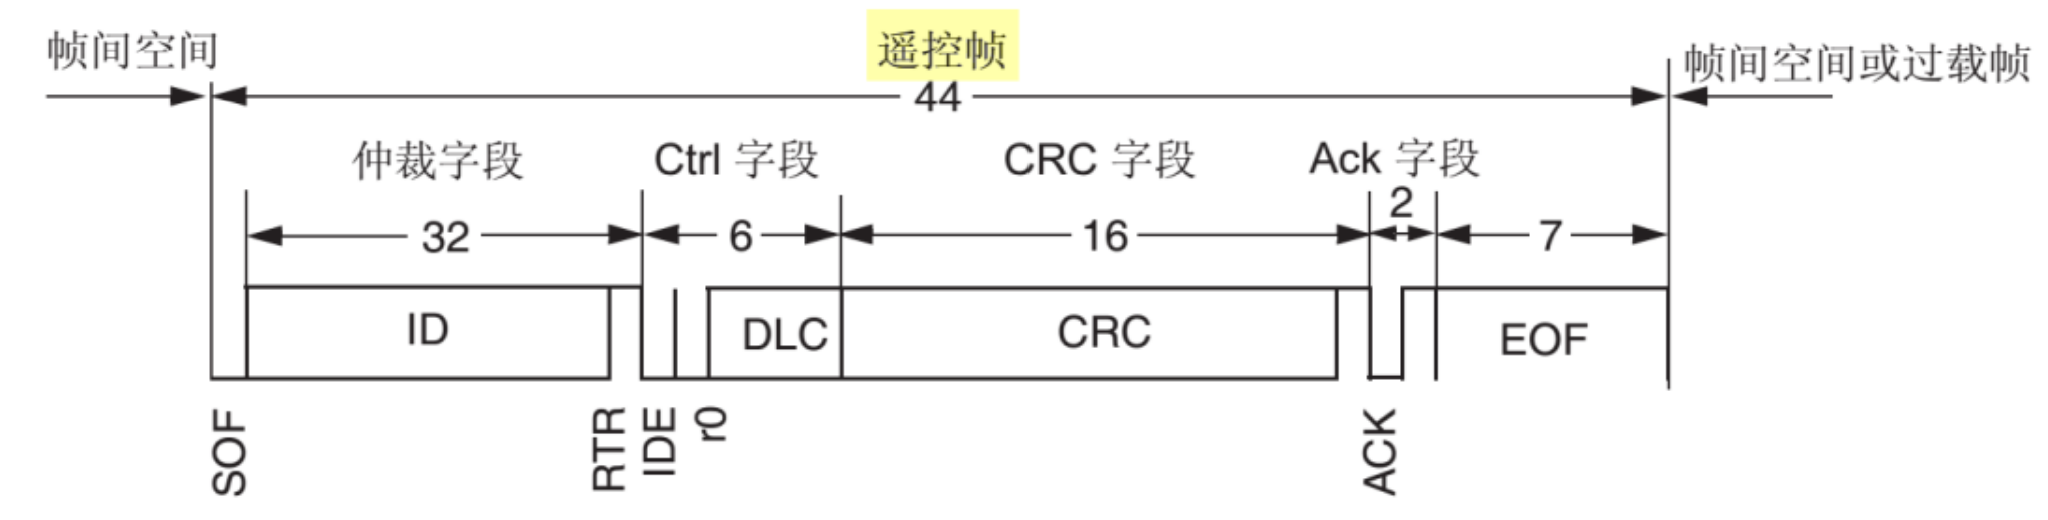 帧间空间
遥控帧
帧间空间或过载帧
44
仲裁字段
Ctrl 字段
CRC 字段
Ack 字段
32
6
16
2
7
ID
DLC
CRC
EOF
SOF
RTR
IDE
r0
ACK